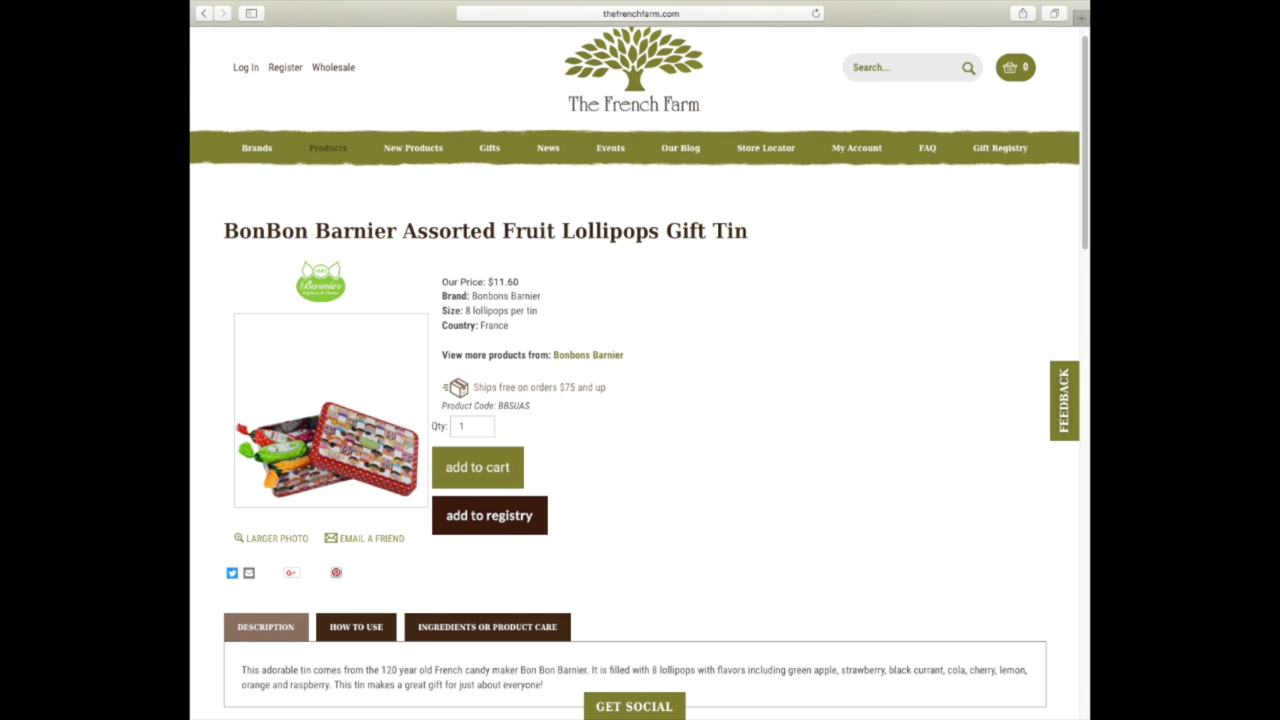 thefrenchfarm.com
Log In Register Wholesale
The French Farm
Search...
0
Brands Products New Products Gifts News Events Our Blog Store Locator My Account FAQ Gift Registry
BonBon Barnier Assorted Fruit Lollipops Gift Tin
Barnier
Our Price: $11.60
Brand: Bonbons Barnier
Size: 8 lollipops per tin
Country: France
View more products from: Bonbons Barnier
Ships free on orders $75 and up
Product Code: BBSUAS
Qty: 1
add to cart
add to registry
FEEDBACK
LARGER PHOTO EMAIL A FRIEND
G+
DESCRIPTION HOW TO USE INGREDIENTS OR PRODUCT CARE
This adorable tin comes from the 120 year old French candy maker Bon Bon Barnier. It is filled with 8 lollipops with flavors including green apple, strawberry, black currant, cola, cherry, lemon,
orange and raspberry. This tin makes a great gift for just about everyone!
GET SOCIAL